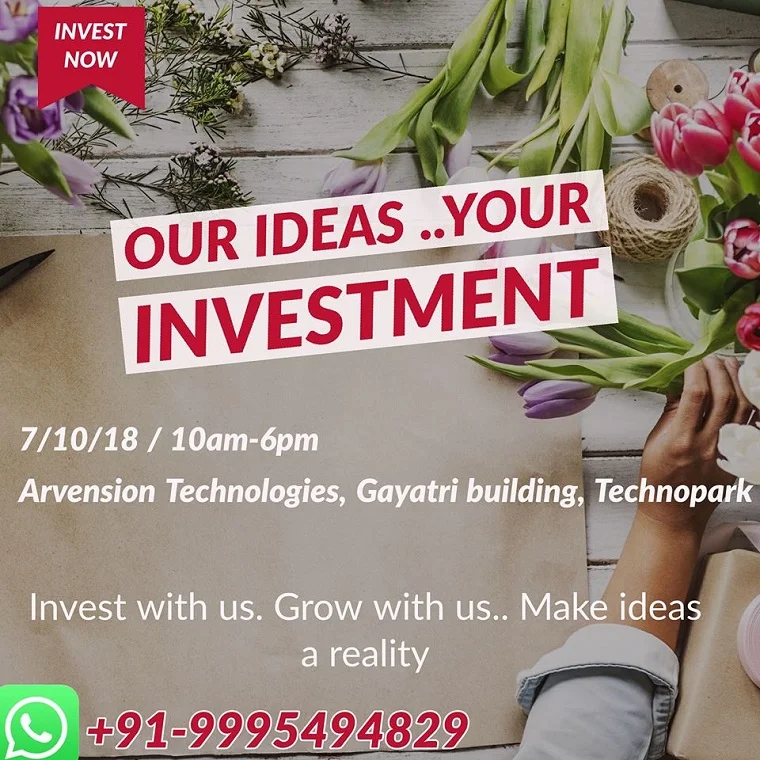 INVEST
NOW
OUR IDEAS ..YOUR
INVESTMENT
7/10/18 / 10am-6pm
Arvension Technologies, Gayatri building, Technopark
Invest with us. Grow with us.. Make ideas
a reality
+91-9995494829